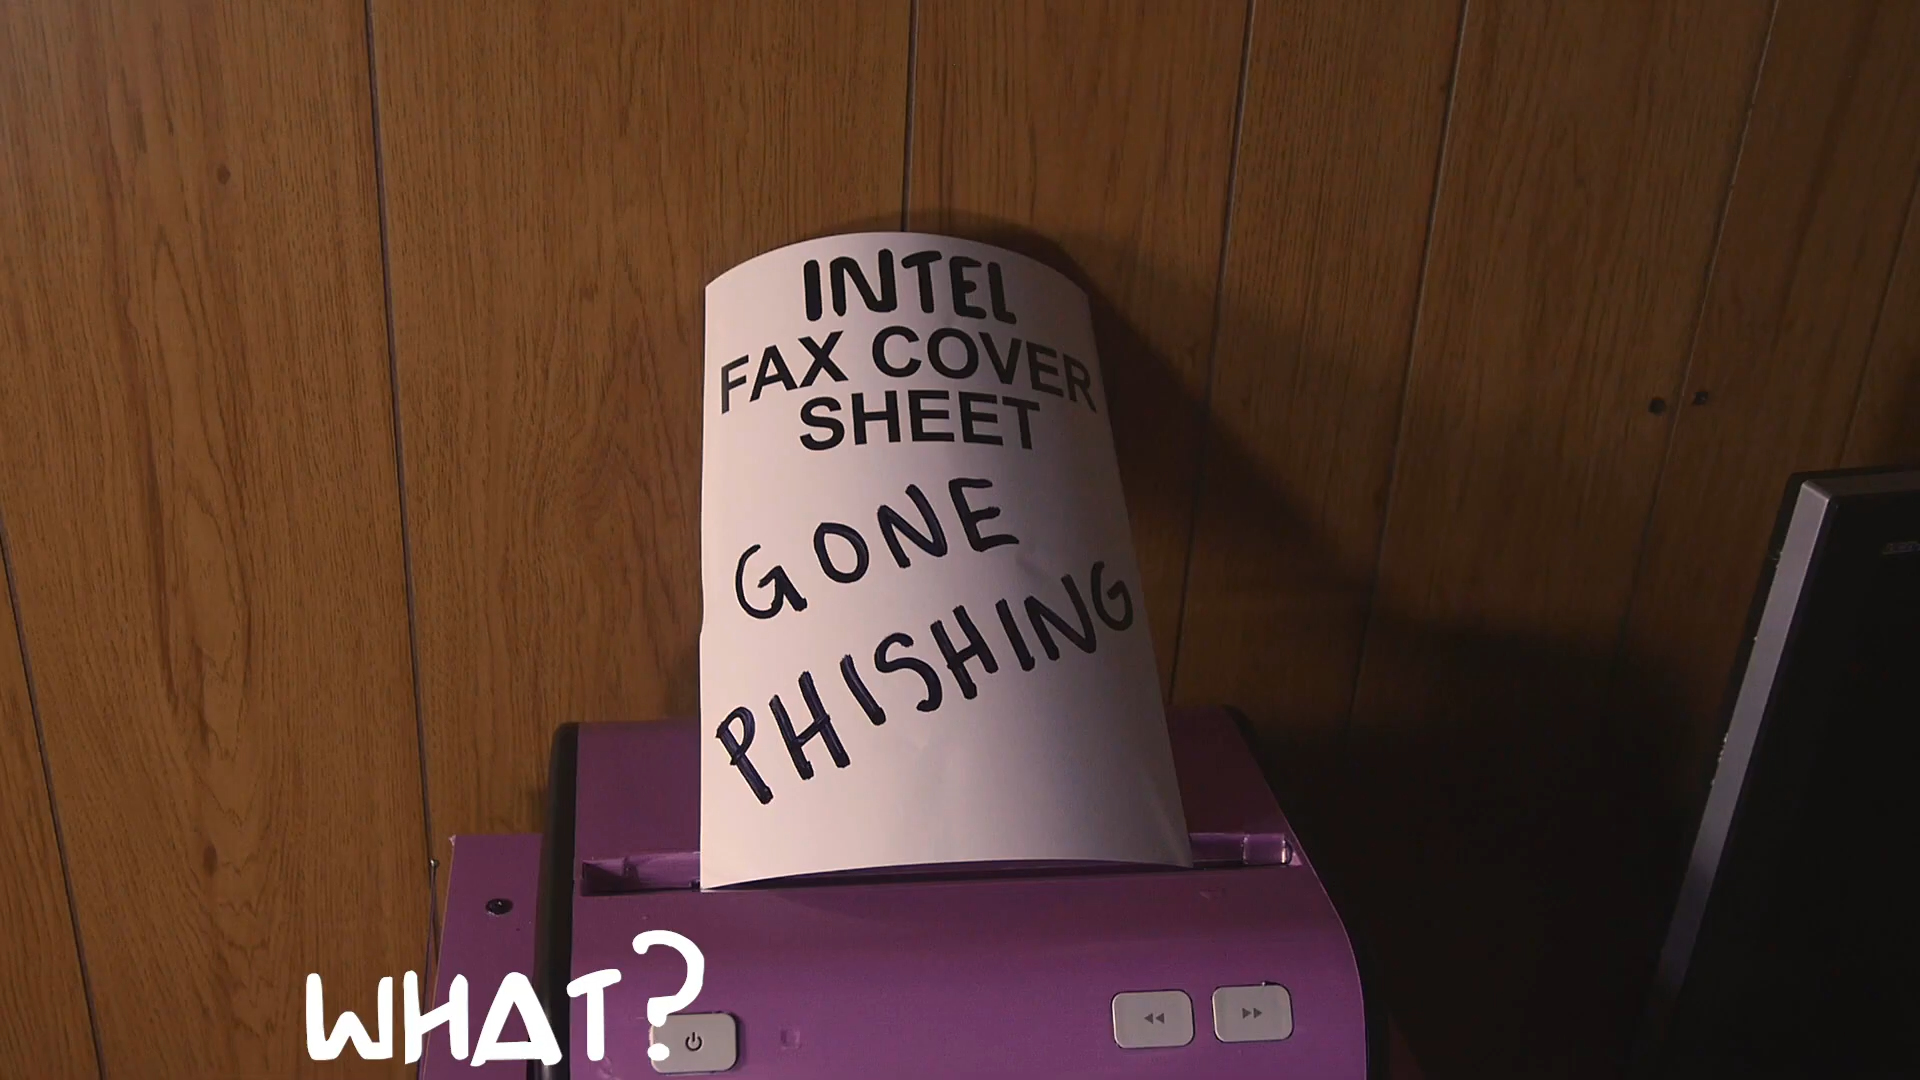 INTEL
FAX COVER
SHEET
GONE
PHISHING
WHAT?